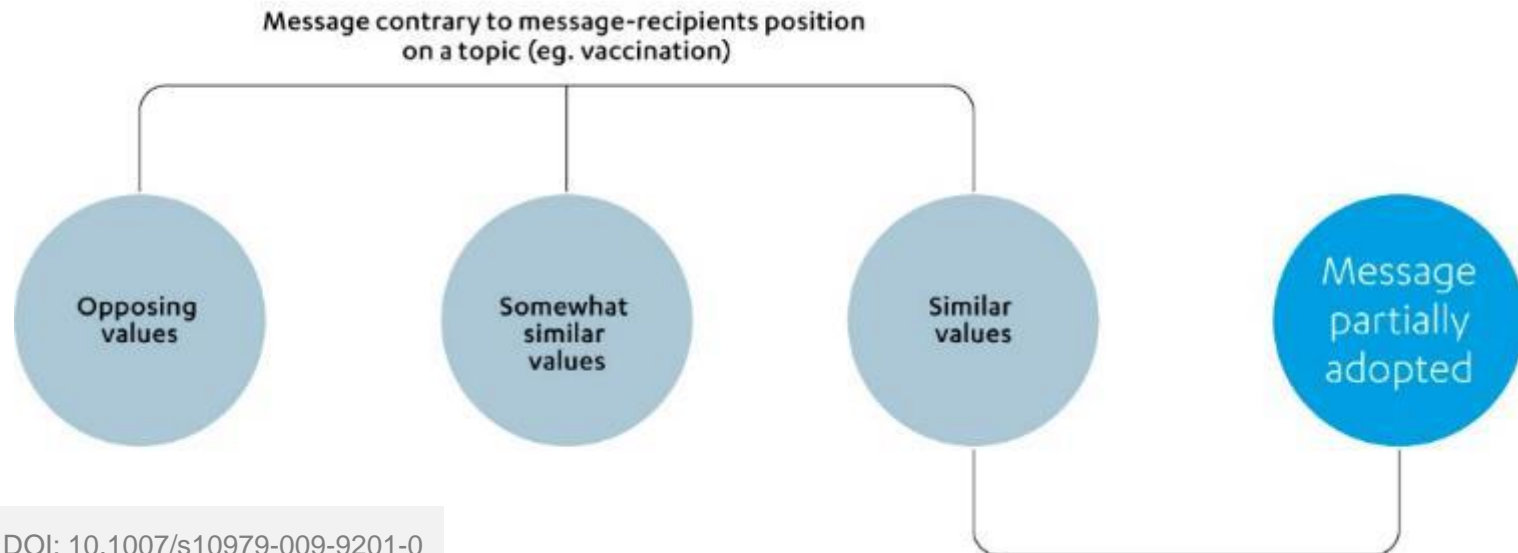 Message contrary to message-recipients position
on a topic (eg. vaccination)
Opposing
values
Somewhat
similar
values
Similar
values
Message
partially
adopted
DOI: 10.1007/s10979-009-9201-0